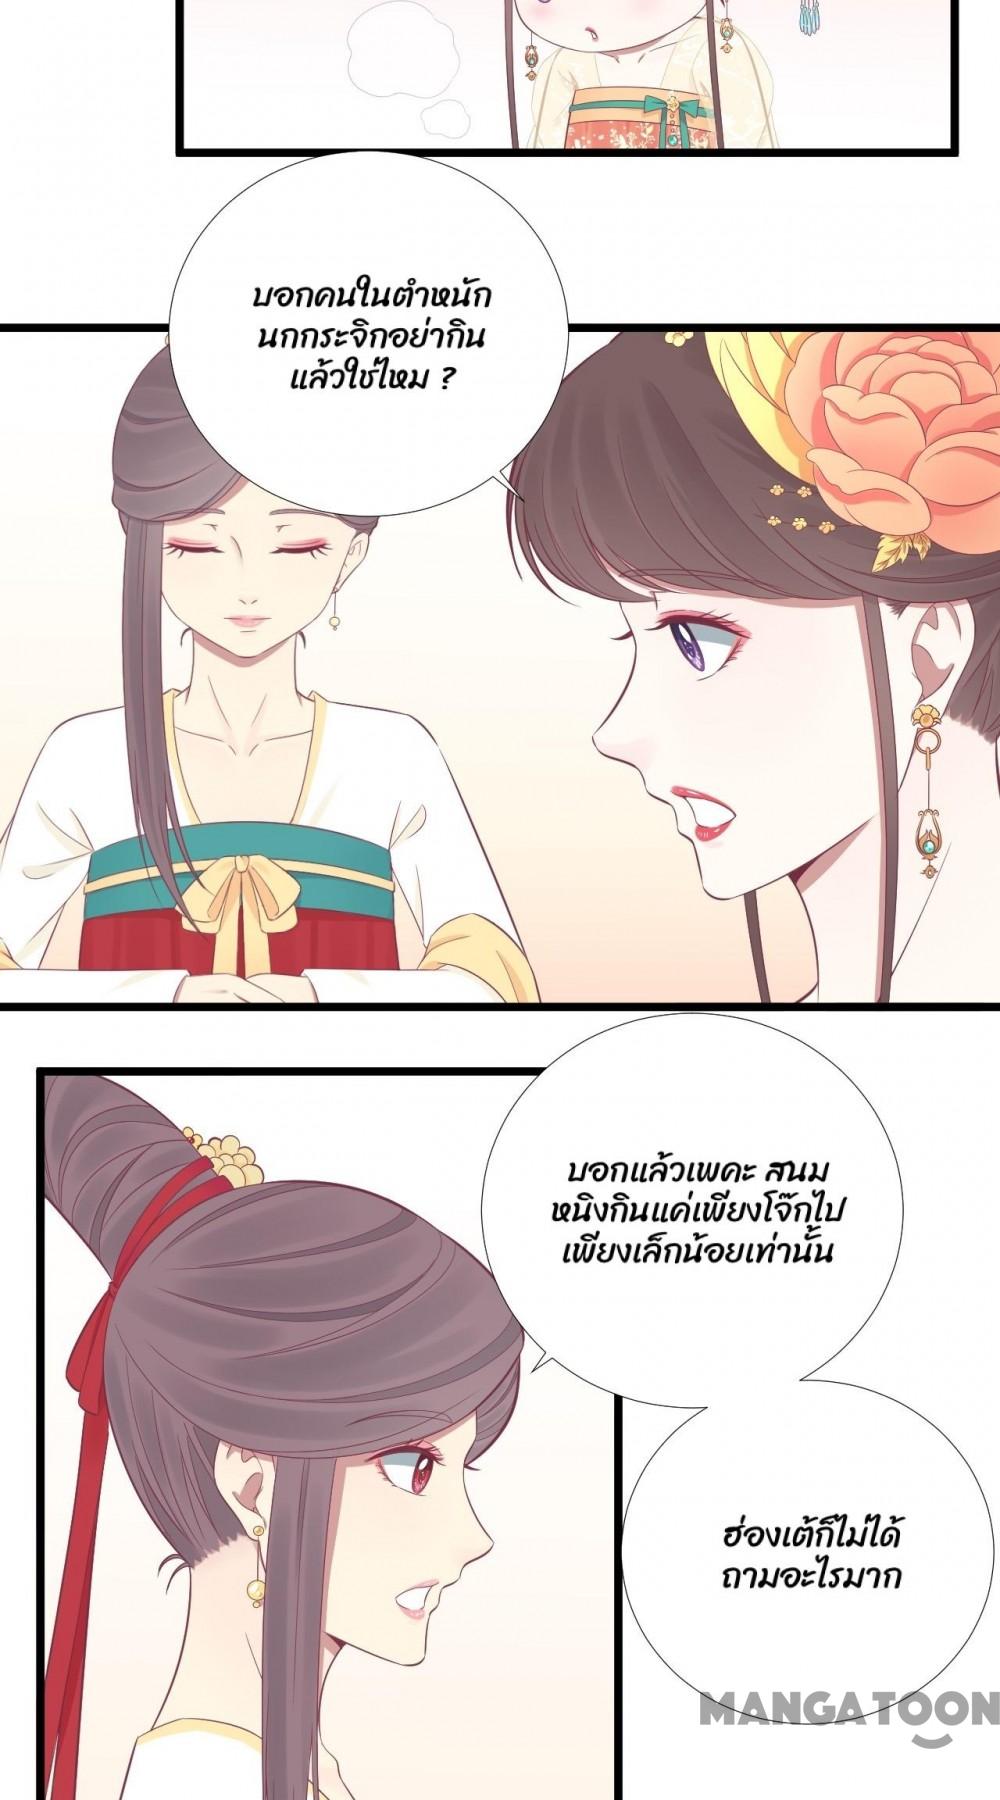 บอกคนในตำหนัก
นกกระจิกอย่ากิน
แล้วใช่ไหม ?
บอกแล้วเพคะ สนม
หนิงกินแค่เพียงโจ๊กไป
เพียงเล็กน้อยเท่านั้น
ฮ่องเต้ก็ไม่ได้
ถามอะไรมาก
MANGATOON